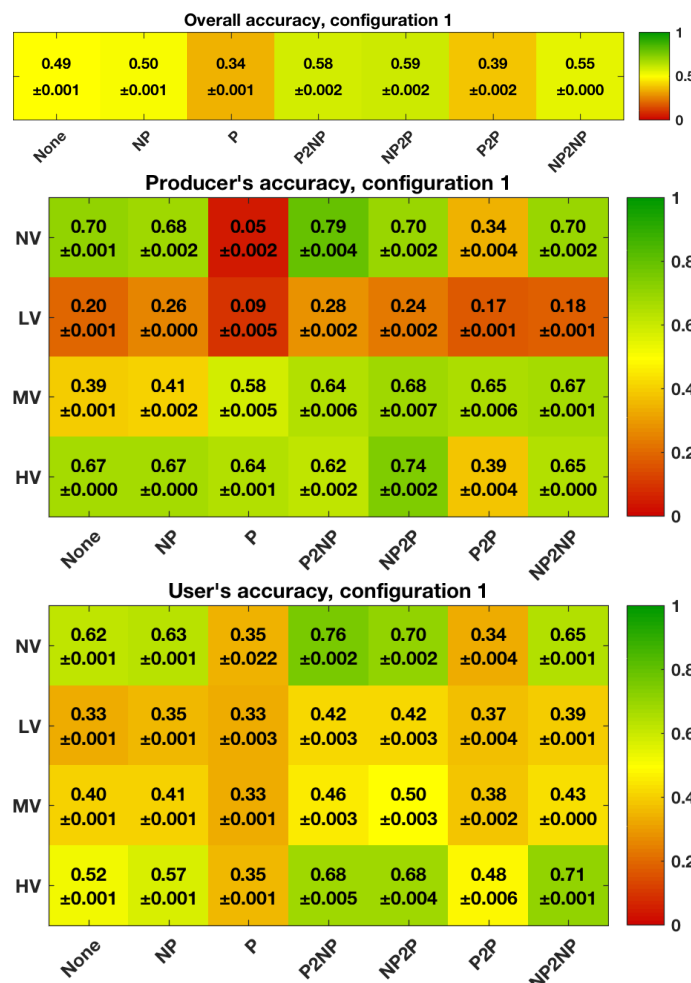 Overall accuracy, configuration 1
0.49 0.50 0.34 0.58 0.59 0.39 0.55
±0.001 ±0.001 ±0.001 ±0.002 ±0.002 ±0.002 ±0.000
1
0.5
0
None NP P P2NP NP2P P2P NP2NP
Producer's accuracy, configuration 1
NV 0.70 0.68 0.05 0.79 0.70 0.34 0.70
±0.001 ±0.002 ±0.002 ±0.004 ±0.002 ±0.004 ±0.002
LV 0.20 0.26 0.09 0.28 0.24 0.17 0.18
±0.001 ±0.000 ±0.005 ±0.002 ±0.002 ±0.001 ±0.001
MV 0.39 0.41 0.58 0.64 0.68 0.65 0.67
±0.001 ±0.002 ±0.005 ±0.006 ±0.007 ±0.006 ±0.001
HV 0.67 0.67 0.64 0.62 0.74 0.39 0.65
±0.000 ±0.000 ±0.001 ±0.002 ±0.002 ±0.004 ±0.000
1
0.8
0.6
0.4
0.2
0
None NP P P2NP NP2P P2P NP2NP
User's accuracy, configuration 1
NV 0.62 0.63 0.35 0.76 0.70 0.34 0.65
±0.001 ±0.001 ±0.022 ±0.002 ±0.002 ±0.004 ±0.001
LV 0.33 0.35 0.33 0.42 0.42 0.37 0.39
±0.001 ±0.001 ±0.003 ±0.003 ±0.003 ±0.004 ±0.001
MV 0.40 0.41 0.33 0.46 0.50 0.38 0.43
±0.001 ±0.001 ±0.001 ±0.003 ±0.003 ±0.002 ±0.000
HV 0.52 0.57 0.35 0.68 0.68 0.48 0.71
±0.001 ±0.001 ±0.001 ±0.005 ±0.004 ±0.006 ±0.001
1
0.8
0.6
0.4
0.2
0
None NP P P2NP NP2P P2P NP2NP